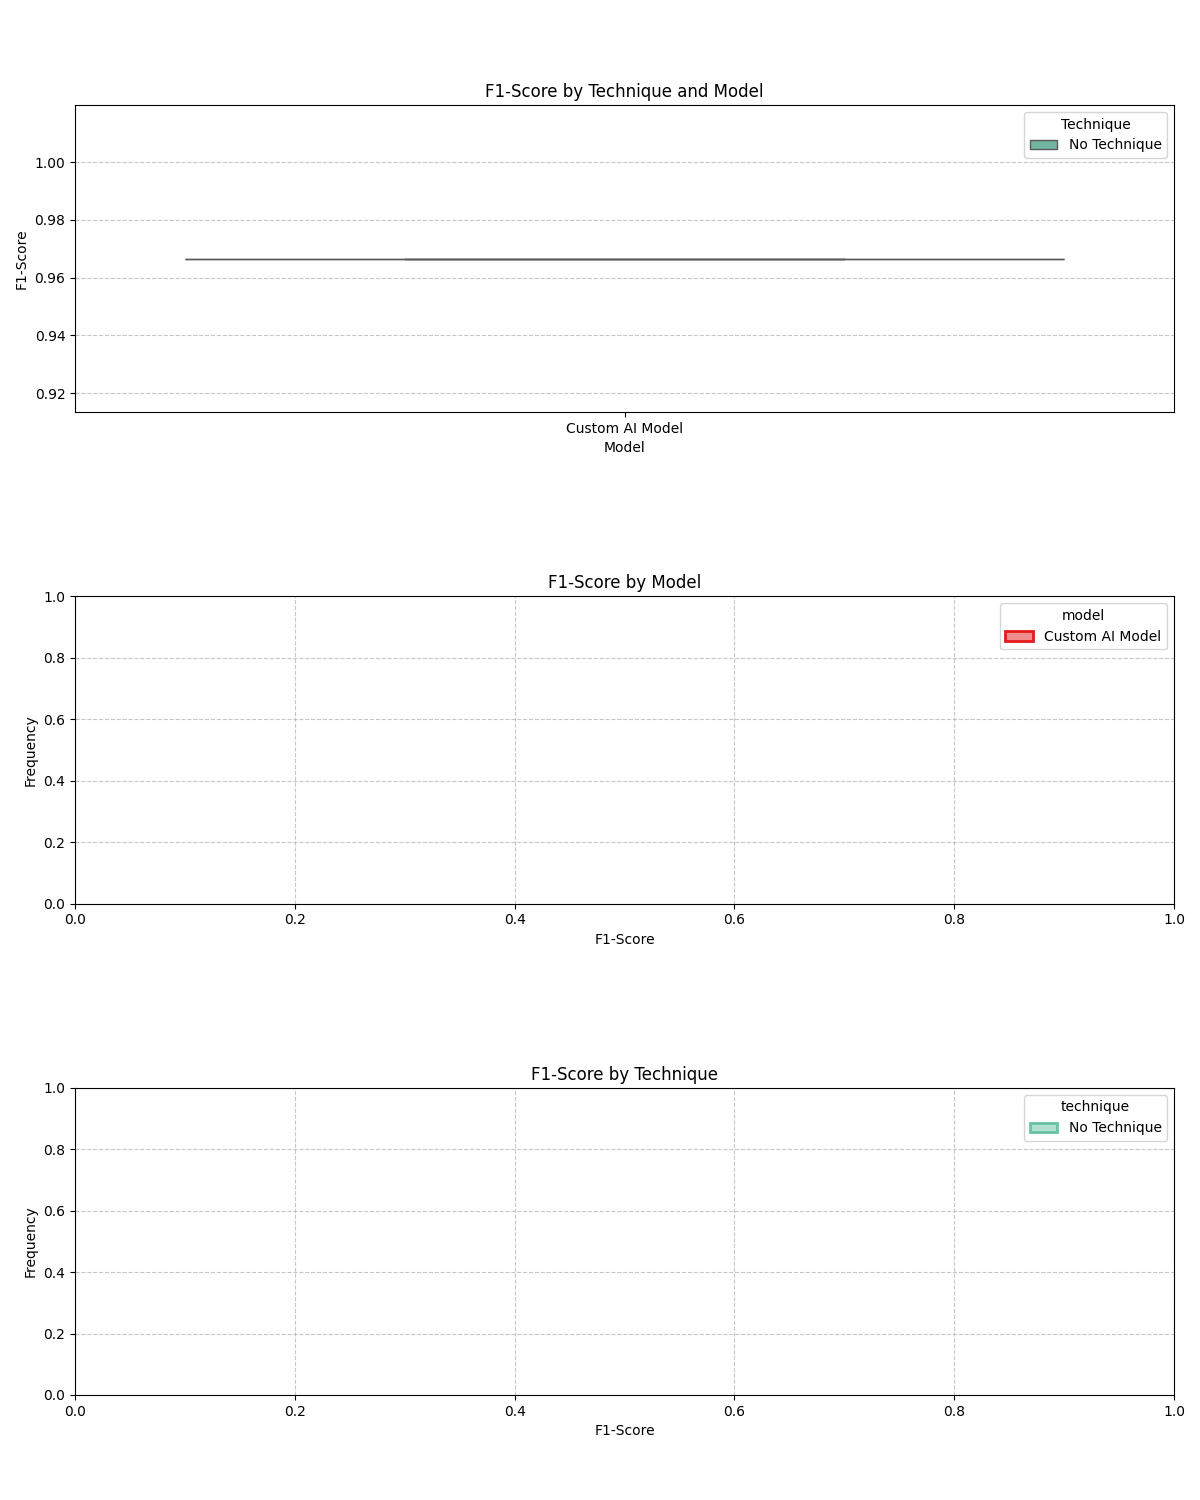 F1-Score by Technique and Model
Technique
No Technique
1.00
0.98
0.96
0.94
0.92
F1-Score
Custom AI Model
Model
F1-Score by Model
model
Custom AI Model
1.0
0.8
0.6
0.4
0.2
0.0
Frequency
0.0 0.2 0.4 0.6 0.8 1.0
F1-Score
F1-Score by Technique
technique
No Technique
1.0
0.8
0.6
0.4
0.2
0.0
Frequency
0.0 0.2 0.4 0.6 0.8 1.0
F1-Score